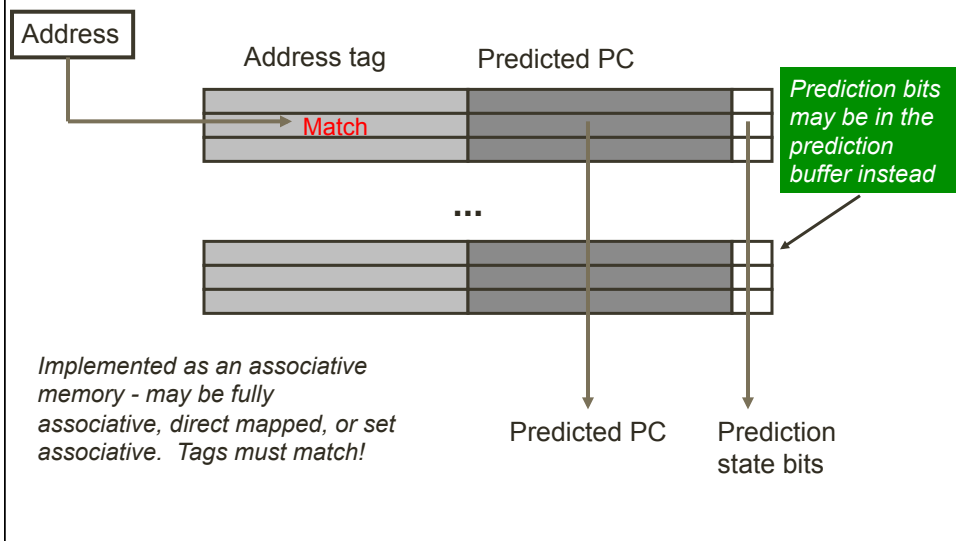 Address
Address tag
Predicted PC
Match
Prediction bits
may be in the
prediction
buffer instead
...
Implemented as an associative
memory - may be fully
associative, direct mapped, or set
associative.  Tags must match!
Predicted PC
Prediction
state bits